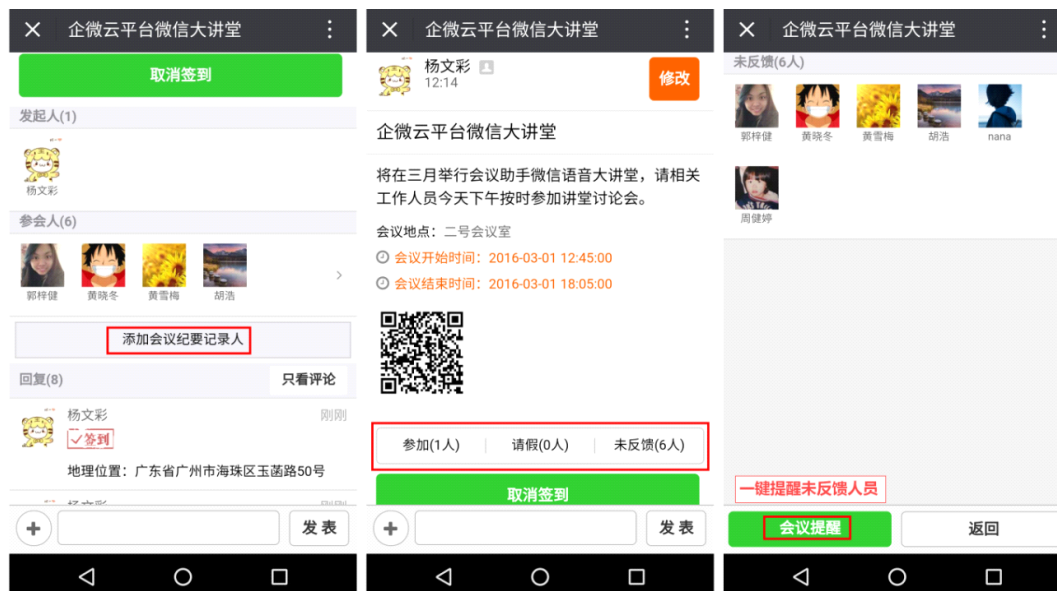 企微云平台微信大讲堂
取消签到
发起人(1)
杨文彩
参会人(6)
郭梓健 黄晓冬 黄雪梅 胡浩
添加会议纪要记录人
回复(8) 只看评论
杨文彩 刚刚
签到
地理位置：广东省广州市海珠区玉菡路50号
发表
企微云平台微信大讲堂
杨文彩
12:14
修改
企微云平台微信大讲堂
将在三月举行会议助手微信语音大讲堂，请相关
工作人员今天下午按时参加讲堂讨论会。
会议地点：二号会议室
会议开始时间：2016-03-01 12:45:00
会议结束时间：2016-03-01 18:05:00
参加(1人) 请假(0人) 未反馈(6人)
取消签到
发表
企微云平台微信大讲堂
未反馈(6人)
郭梓健 黄晓冬 黄雪梅 胡浩 nana
周健婷
一键提醒未反馈人员
会议提醒 返回